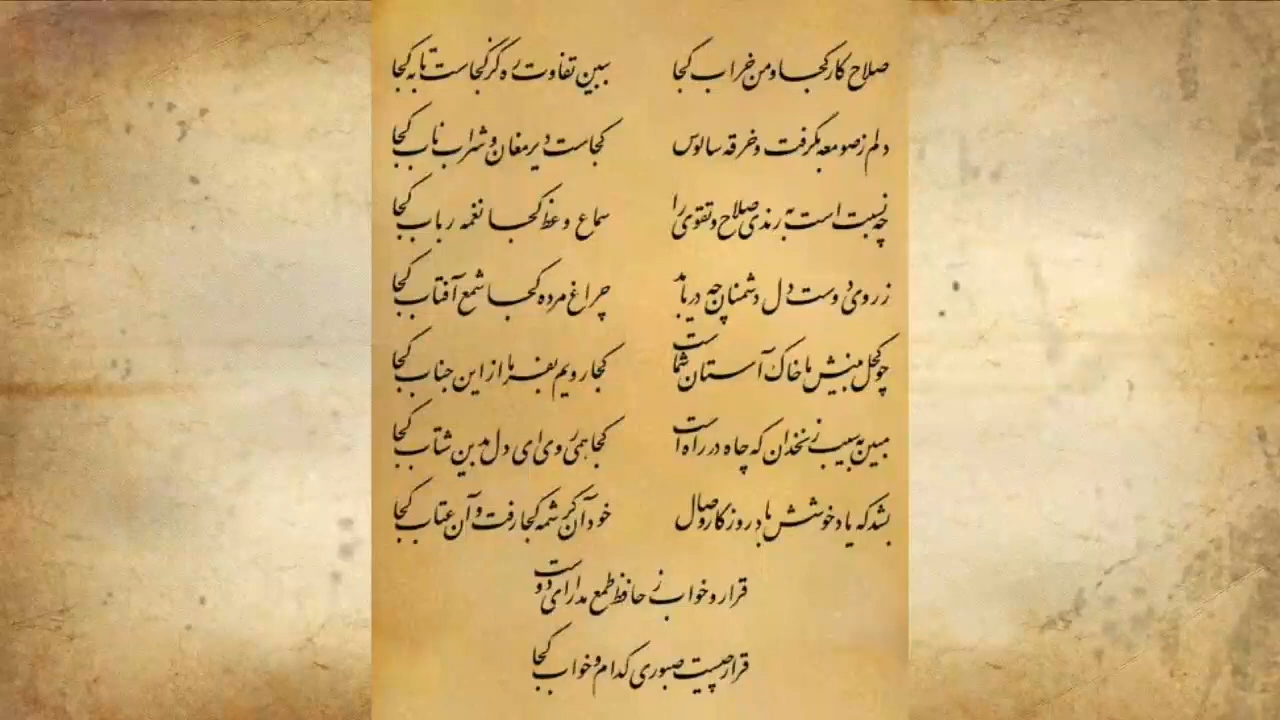 صلاح کار کجا و من خراب کجا    ببین تفاوت ره کز کجاست تا به کجا
دلم ز صومعه بگرفت و خرقه سالوس    کجاست دیر مغان و شراب ناب کجا
چه نسبت است به رندی صلاح و تقوی را    سماع وعظ کجا نغمه رباب کجا
ز روی دوست دل دشمنان چه دریابد    چراغ مرده کجا شمع آفتاب کجا
چو کحل بینش ما خاک آستان شماست    کجا رویم بفرما از این جناب کجا
مبین به سیب زنخدان که چاه در راه است    کجا همی روی ای دل بدین شتاب کجا
بشد که یاد خوشش باد روزگار وصال    خود آن کرشمه کجا رفت و آن عتاب کجا
قرار و خواب ز حافظ طمع مدار ای دوست
قرار چیست صبوری کدام و خواب کجا